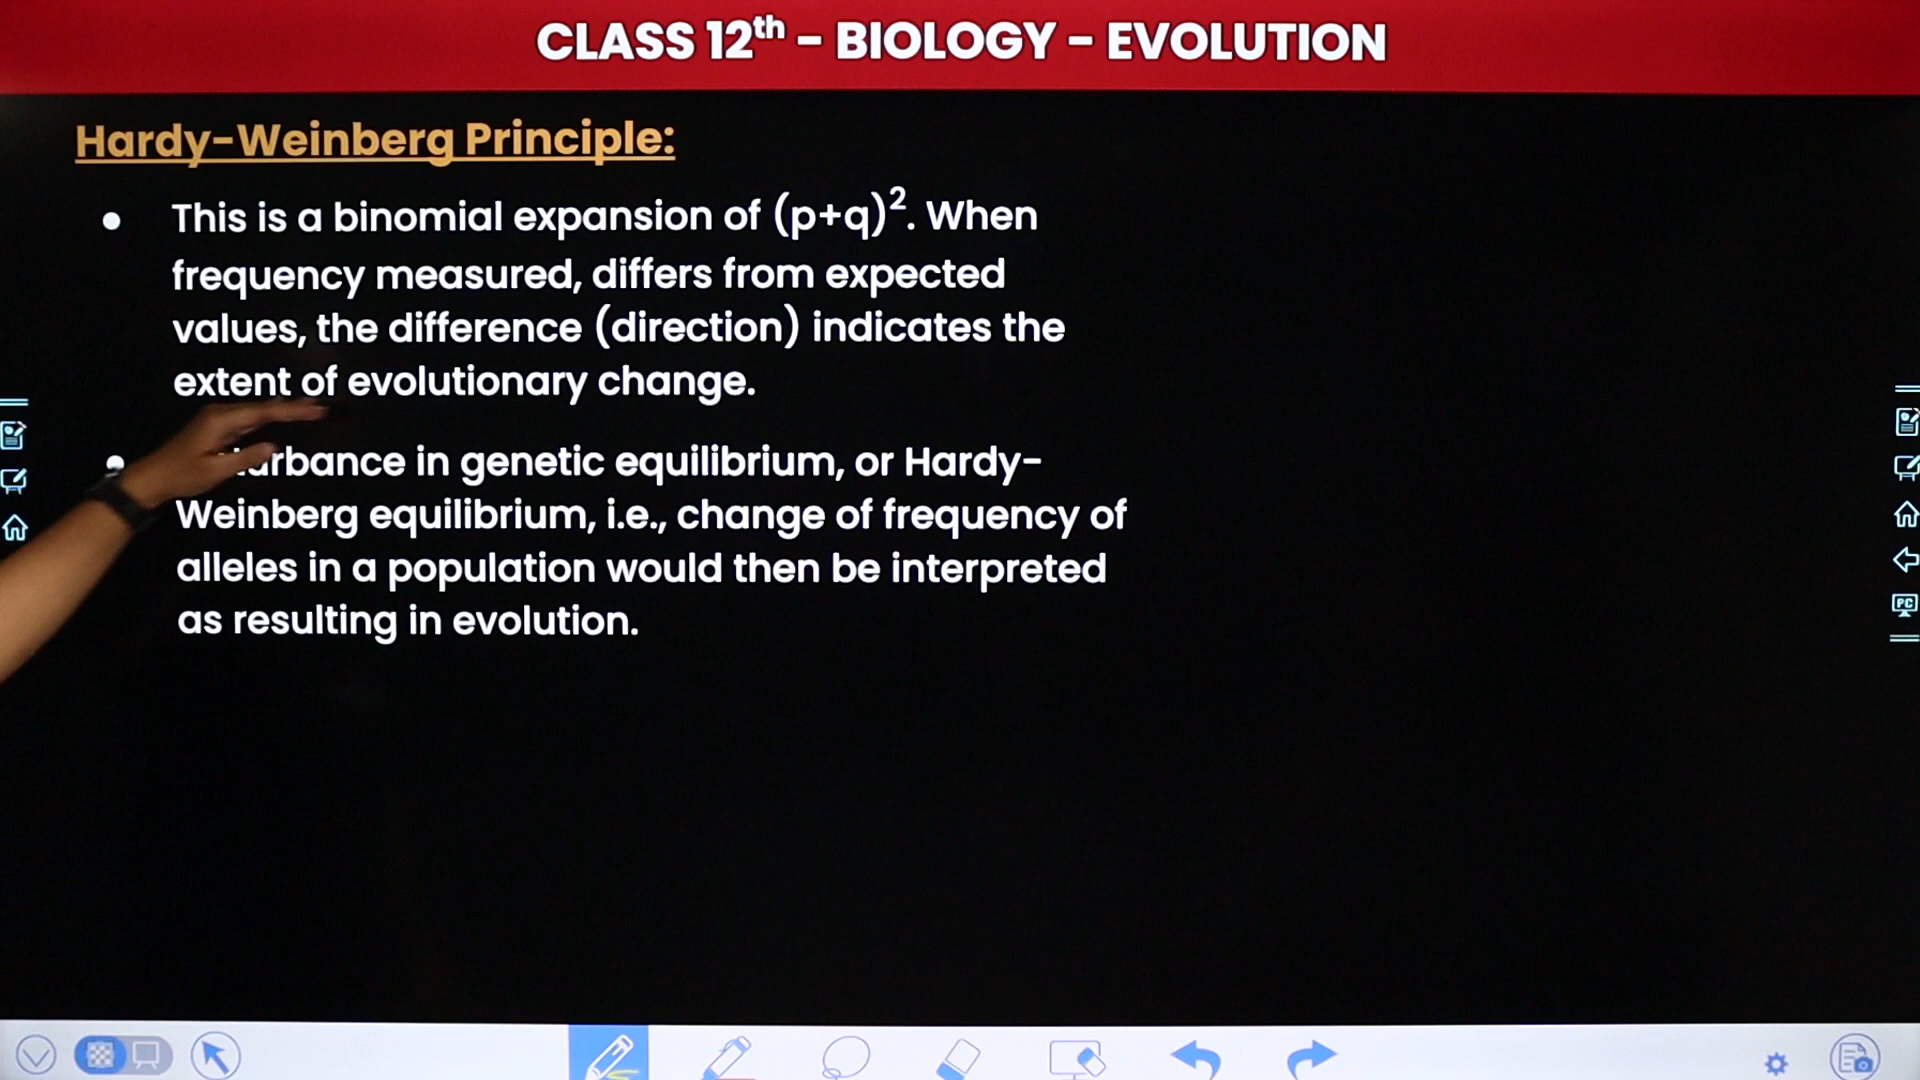 CLASS 12th - BIOLOGY - EVOLUTION
Hardy-Weinberg Principle:
• This is a binomial expansion of (p+q)². When
frequency measured, differs from expected
values, the difference (direction) indicates the
extent of evolutionary change.
• in genetic equilibrium, or Hardy-
Weinberg equilibrium, i.e., change of frequency of
alleles in a population would then be interpreted
as resulting in evolution.
PC